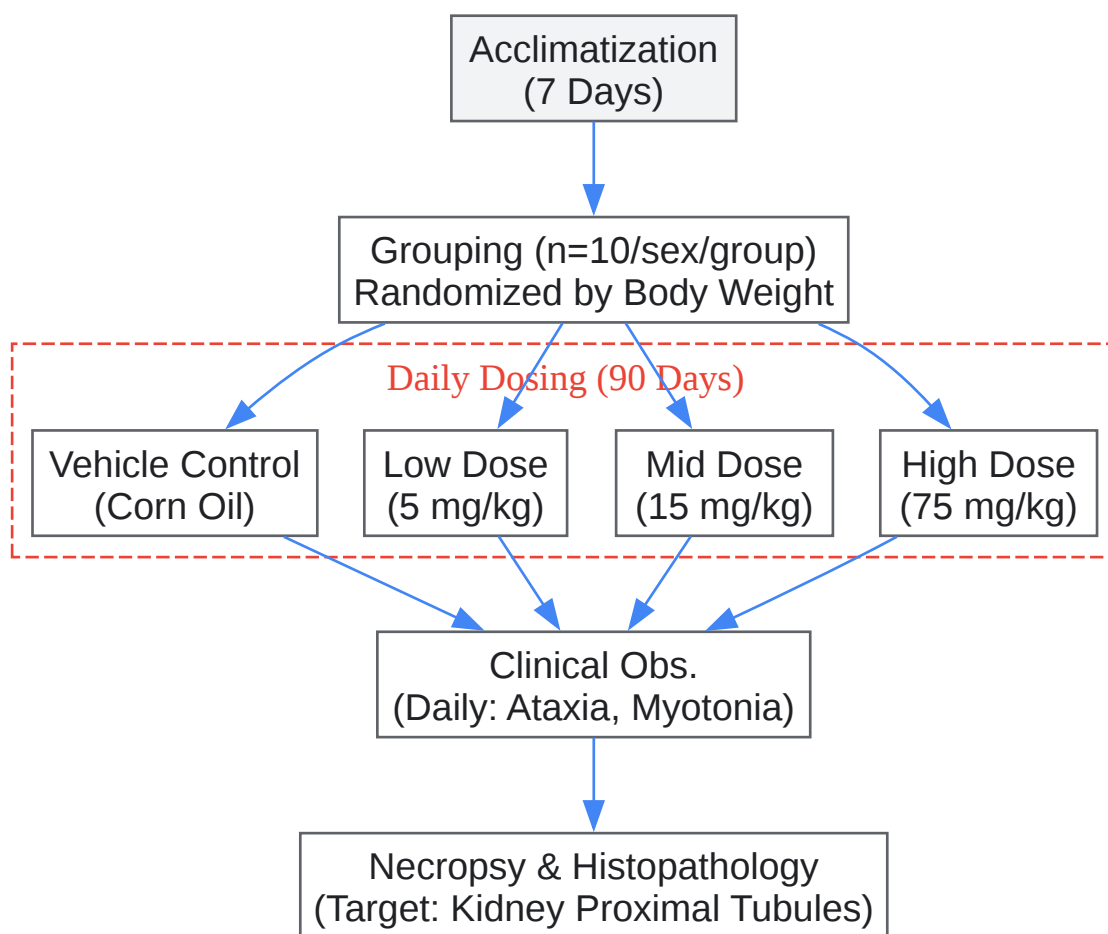 Acclimatization
(7 Days)
Grouping (n=10/sex/group)
Randomized by Body Weight
Daily Dosing (90 Days)
Vehicle Control
(Corn Oil)
Low Dose
(5 mg/kg)
Mid Dose
(15 mg/kg)
High Dose
(75 mg/kg)
Clinical Obs.
(Daily: Ataxia, Myotonia)
Necropsy & Histopathology
(Target: Kidney Proximal Tubules)